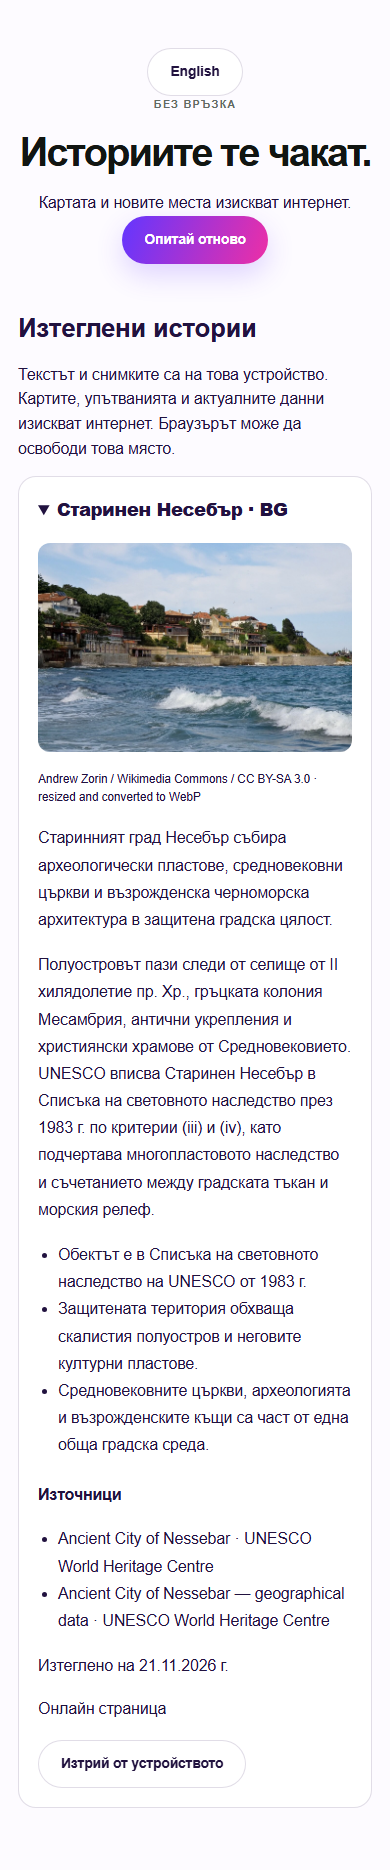 English
БЕЗ ВРЪЗКА
Историите те чакат.
Картата и новите места изискват интернет.
Опитай отново
Изтеглени истории
Текстът и снимките са на това устройство.
Картите, упътванията и актуалните данни
изискват интернет. Браузърът може да
освободи това място.
▼ Старинен Несебър · BG
Andrew Zorin / Wikimedia Commons / CC BY-SA 3.0 ·
resized and converted to WebP
Старинният град Несебър събира
археологически пластове, средновековни
църкви и възрожденска черноморска
архитектура в защитена градска цялост.
Полуостровът пази следи от селище от II
хилядолетие пр. Хр., гръцката колония
Месамбрия, антични укрепления и
християнски храмове от Средновековието.
UNESCO вписва Старинен Несебър в
Списъка на световното наследство през
1983 г. по критерии (iii) и (iv), като
подчертава многопластовото наследство
и съчетанието между градската тъкан и
морския релеф.
• Обектът е в Списъка на световното
наследство на UNESCO от 1983 г.
• Защитената територия обхваща
скалистия полуостров и неговите
културни пластове.
• Средновековните църкви, археологията
и възрожденските къщи са част от една
обща градска среда.
Източници
• Ancient City of Nessebar · UNESCO
World Heritage Centre
• Ancient City of Nessebar — geographical
data · UNESCO World Heritage Centre
Изтеглено на 21.11.2026 г.
Онлайн страница
Изтрий от устройството